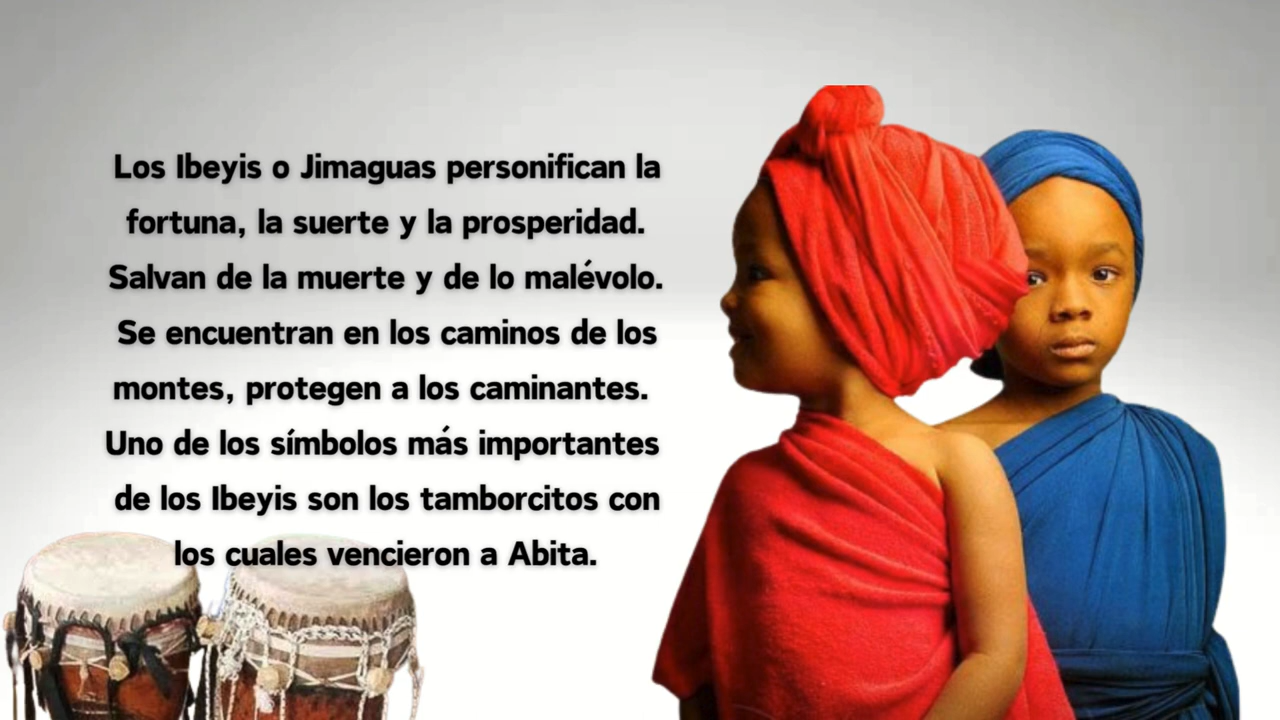 Los Ibeyis o Jimaguas personifican la
fortuna, la suerte y la prosperidad.
Salvan de la muerte y de lo malévolo.
Se encuentran en los caminos de los
montes, protegen a los caminantes.
Uno de los símbolos más importantes
de los Ibeyis son los tamborcitos con
los cuales vencieron a Abita.